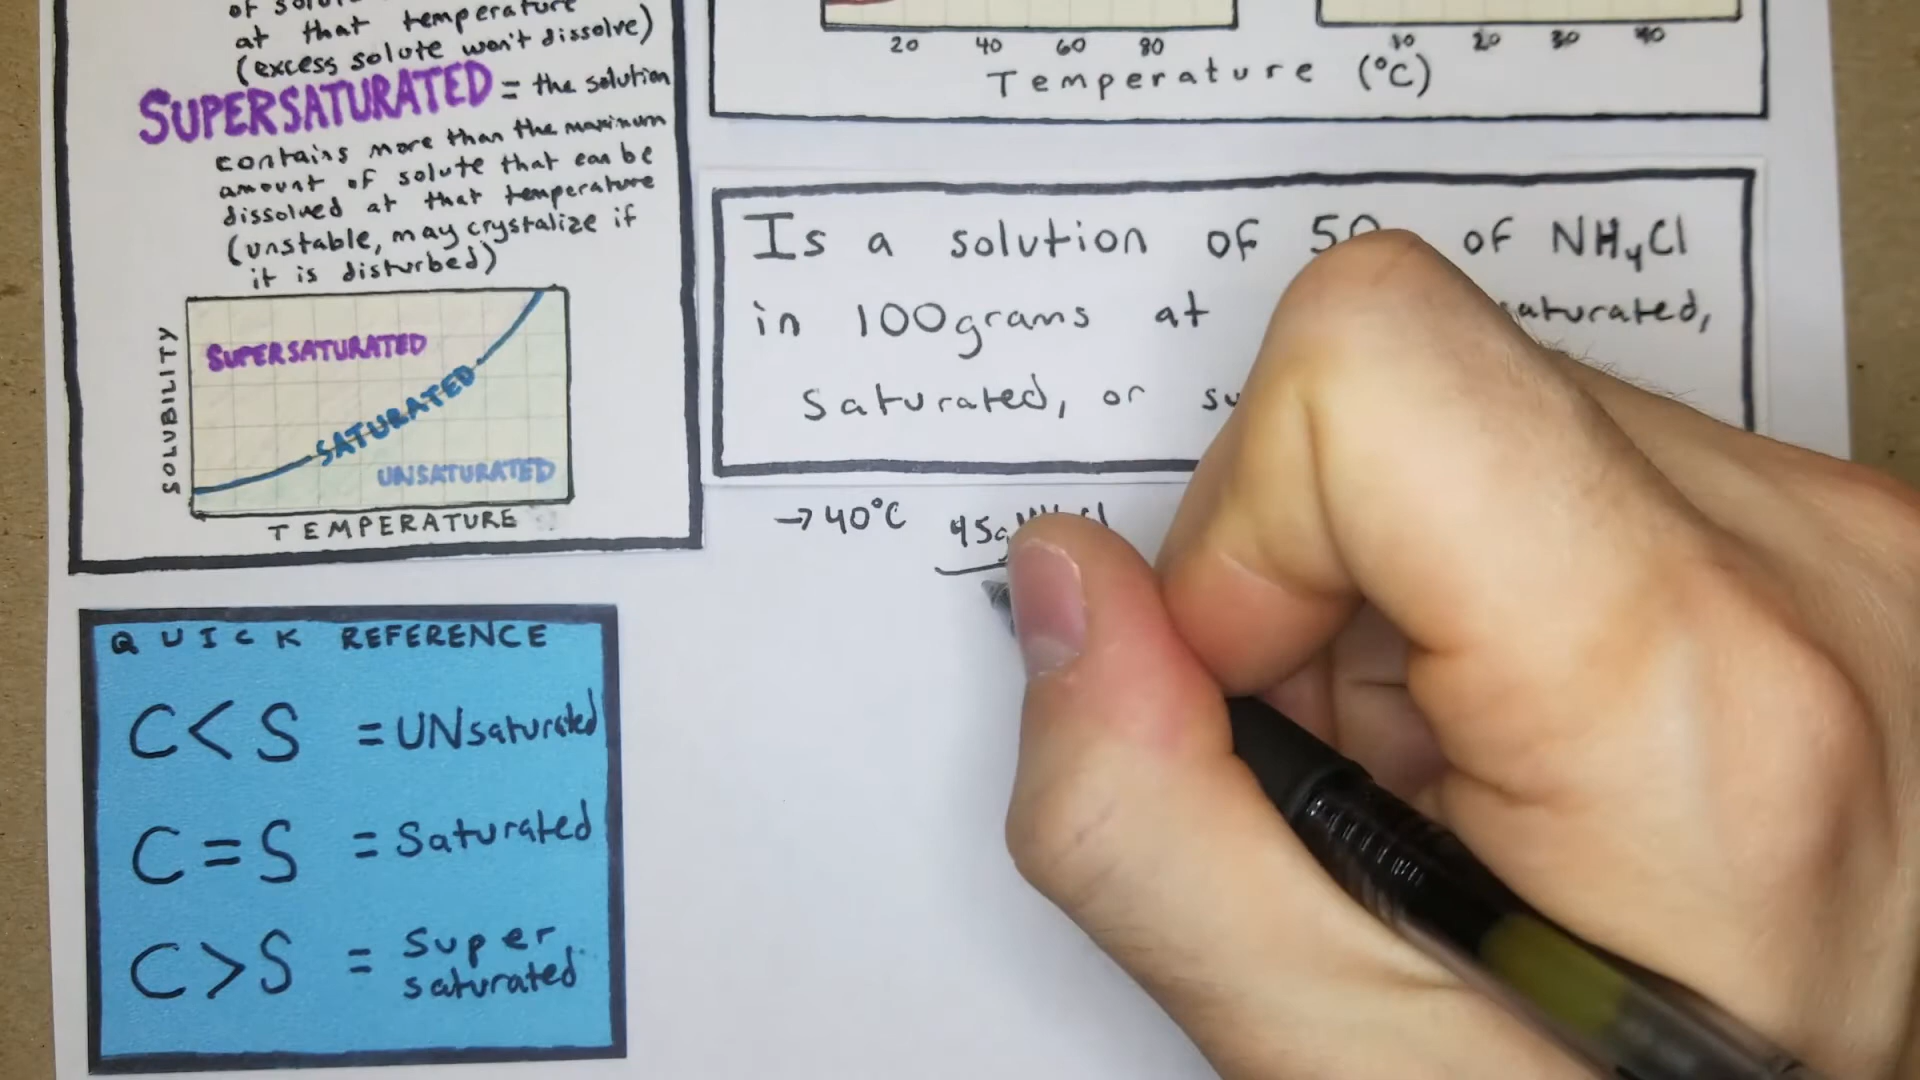 at that temperature
(excess solute won't dissolve)
SUPERSATURATED = the solution
contains more than the maximum
amount of solute that can be
dissolved at that temperature
(unstable, may crystalize if
it is disturbed)
SOLUBILITY
SUPERSATURATED
SATURATED
UNSATURATED
TEMPERATURE
QUICK REFERENCE
C < S = UNsaturated
C = S = Saturated
C > S = Super
saturated
20 40 60 80
10 20 30 40
Temperature (°C)
Is a solution of of NH4Cl
in 100grams at
saturated, or
→ 40°C 45g